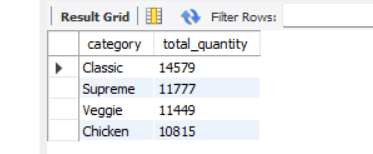 Result Grid Filter Rows:
category total_quantity
Classic 14579
Supreme 11777
Veggie 11449
Chicken 10815